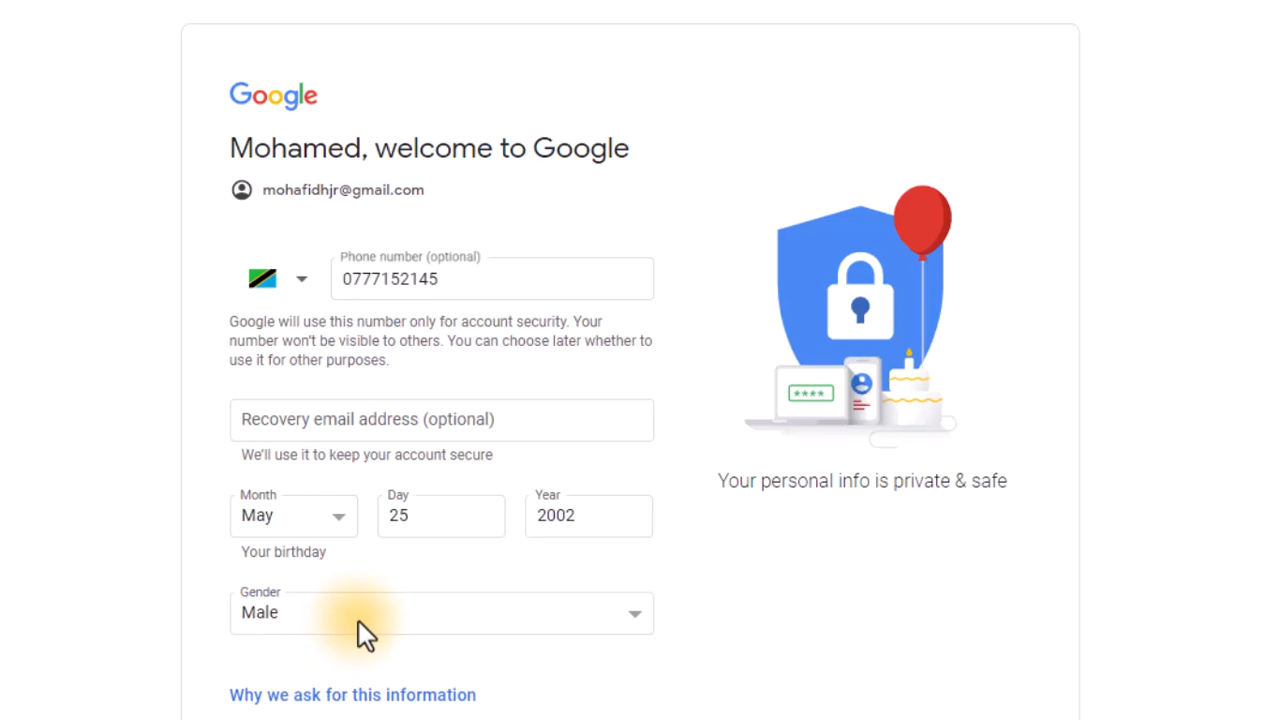 Google
Mohamed, welcome to Google
mohafidhjr@gmail.com
Phone number (optional)
0777152145
Google will use this number only for account security. Your
number won't be visible to others. You can choose later whether to
use it for other purposes.
Recovery email address (optional)
We'll use it to keep your account secure
Month Day Year
May 25 2002
Your birthday
Gender
Male
Why we ask for this information
****
Your personal info is private & safe